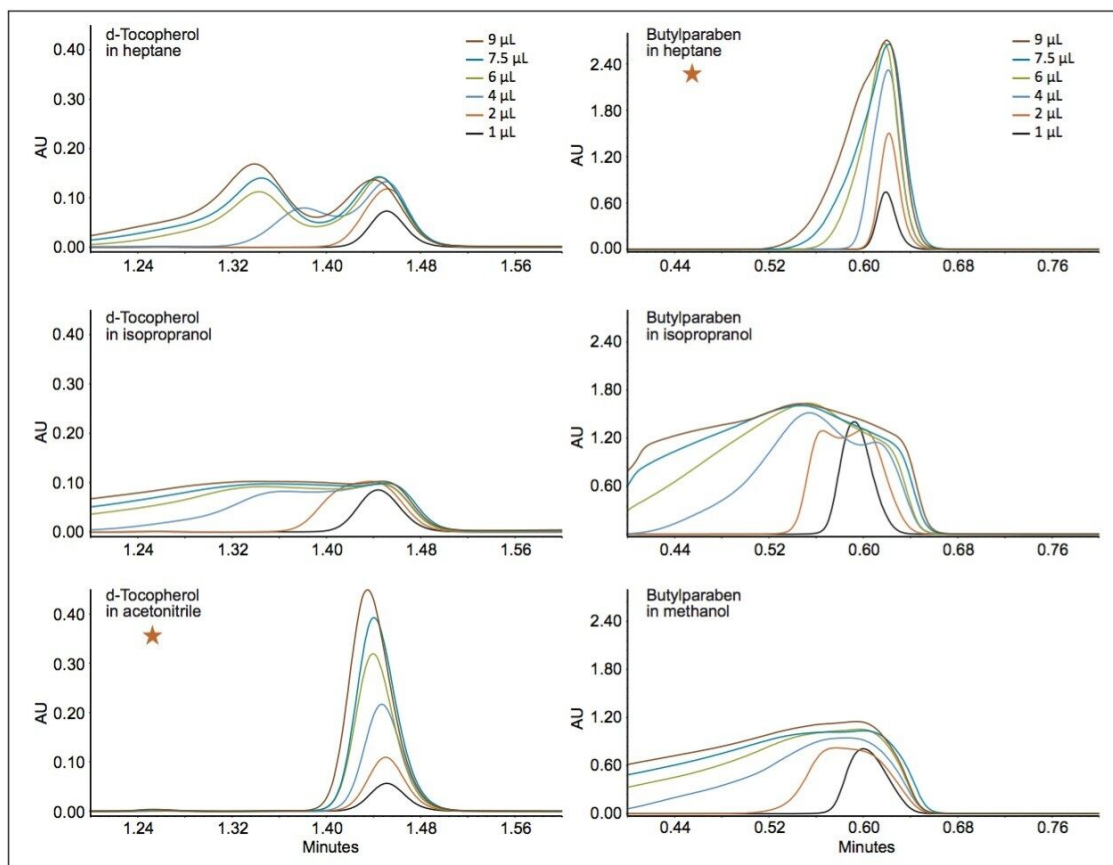 d-Tocopherol
in heptane
9 µL
7.5 µL
6 µL
4 µL
2 µL
1 µL
0.40
0.30
0.20
0.10
0.00
AU
1.24 1.32 1.40 1.48 1.56
Butylparaben
in heptane
9 µL
7.5 µL
6 µL
4 µL
2 µL
1 µL
2.40
1.80
1.20
0.60
0.00
AU
0.44 0.52 0.60 0.68 0.76
d-Tocopherol
in isopropranol
0.40
0.30
0.20
0.10
0.00
AU
1.24 1.32 1.40 1.48 1.56
Butylparaben
in isopropranol
2.40
1.80
1.20
0.60
AU
0.44 0.52 0.60 0.68 0.76
d-Tocopherol
in acetonitrile
0.40
0.30
0.20
0.10
0.00
AU
1.24 1.32 1.40 1.48 1.56
Minutes
Butylparaben
in methanol
2.40
1.80
1.20
0.60
0.00
AU
0.44 0.52 0.60 0.68 0.76
Minutes